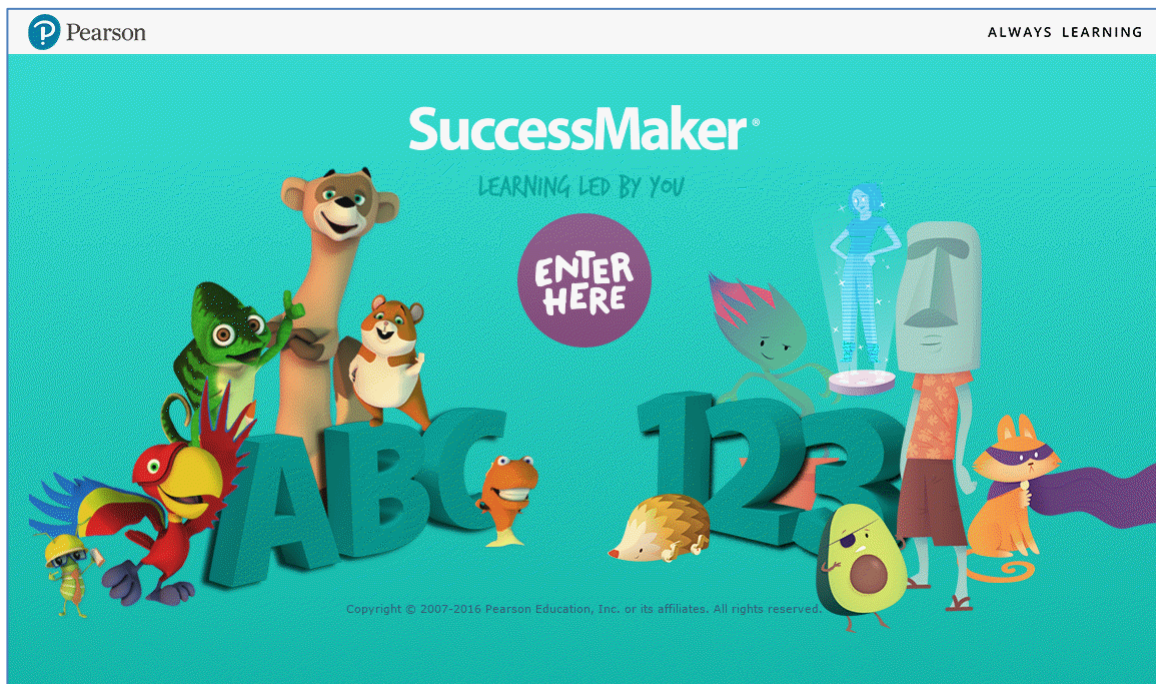 Pearson
ALWAYS LEARNING
SuccessMaker®
LEARNING LED BY YOU
ENTER
HERE
ABC
123
Copyright © 2007-2016 Pearson Education, Inc. or its affiliates. All rights reserved.